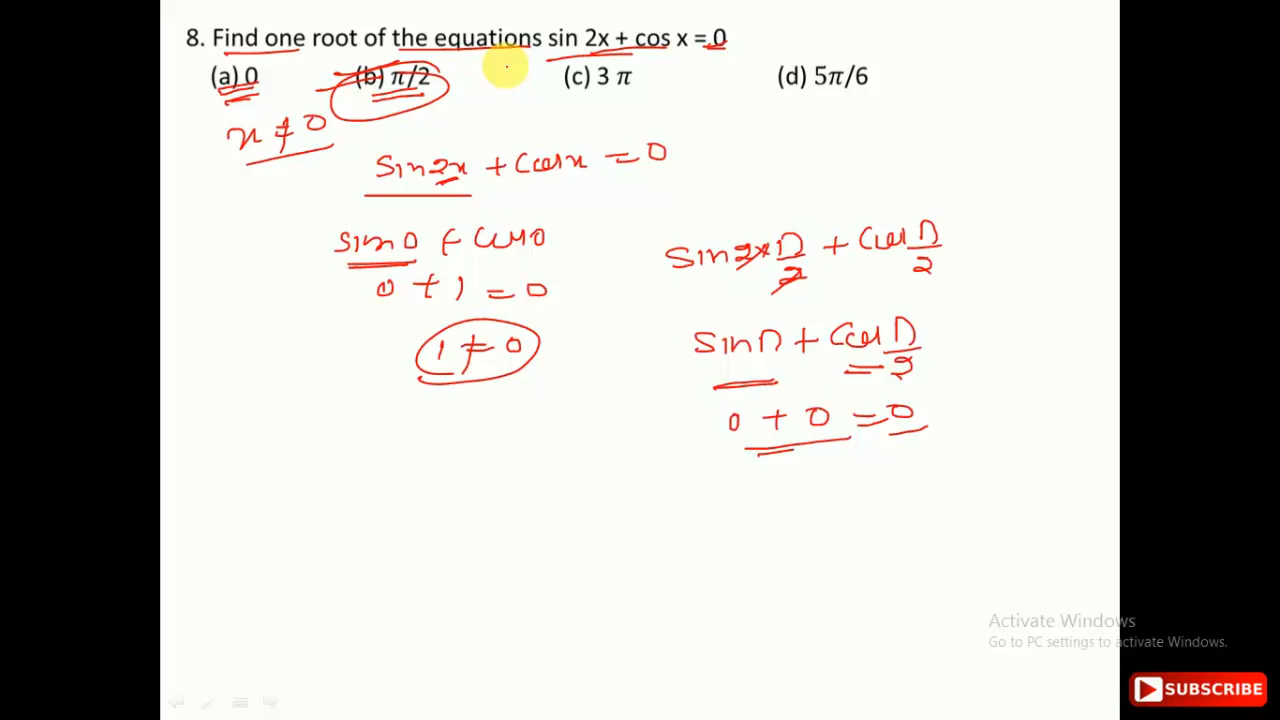 8. Find one root of the equations sin 2x + cos x = 0
(a) 0 (b) π/2 (c) 3 π (d) 5π/6
x ≠ 0
sin2x + cosx = 0
sin0 + cos0
0 + 1 = 0
1 ≠ 0
sin2×π/2 + cosπ/2
sinπ + cosπ/2
0 + 0 = 0
Activate Windows
Go to PC settings to activate Windows.
SUBSCRIBE